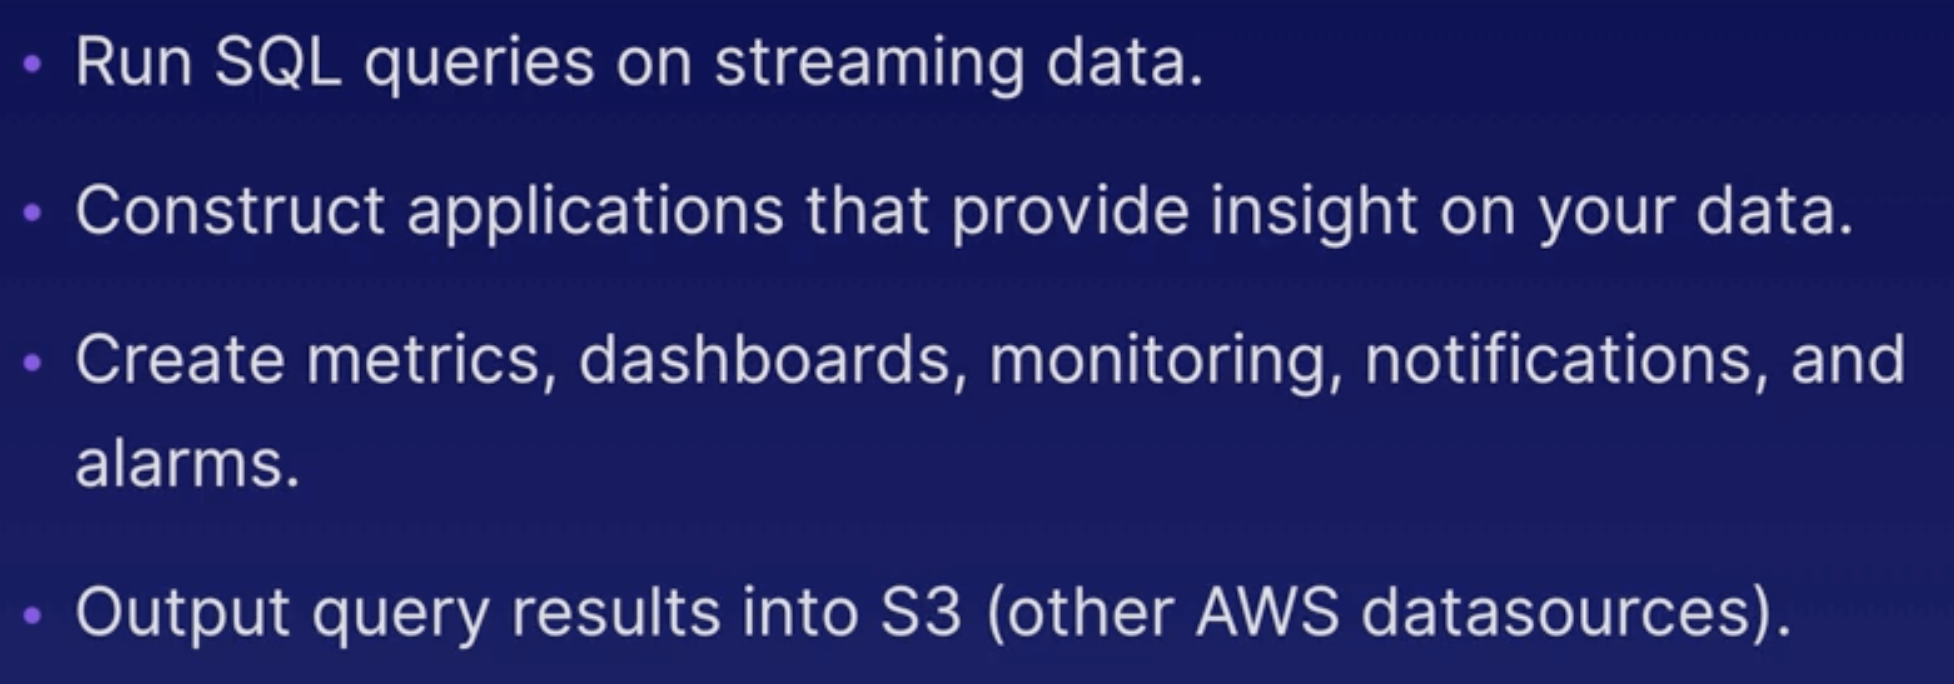 • Run SQL queries on streaming data.
• Construct applications that provide insight on your data.
• Create metrics, dashboards, monitoring, notifications, and
alarms.
• Output query results into S3 (other AWS datasources).